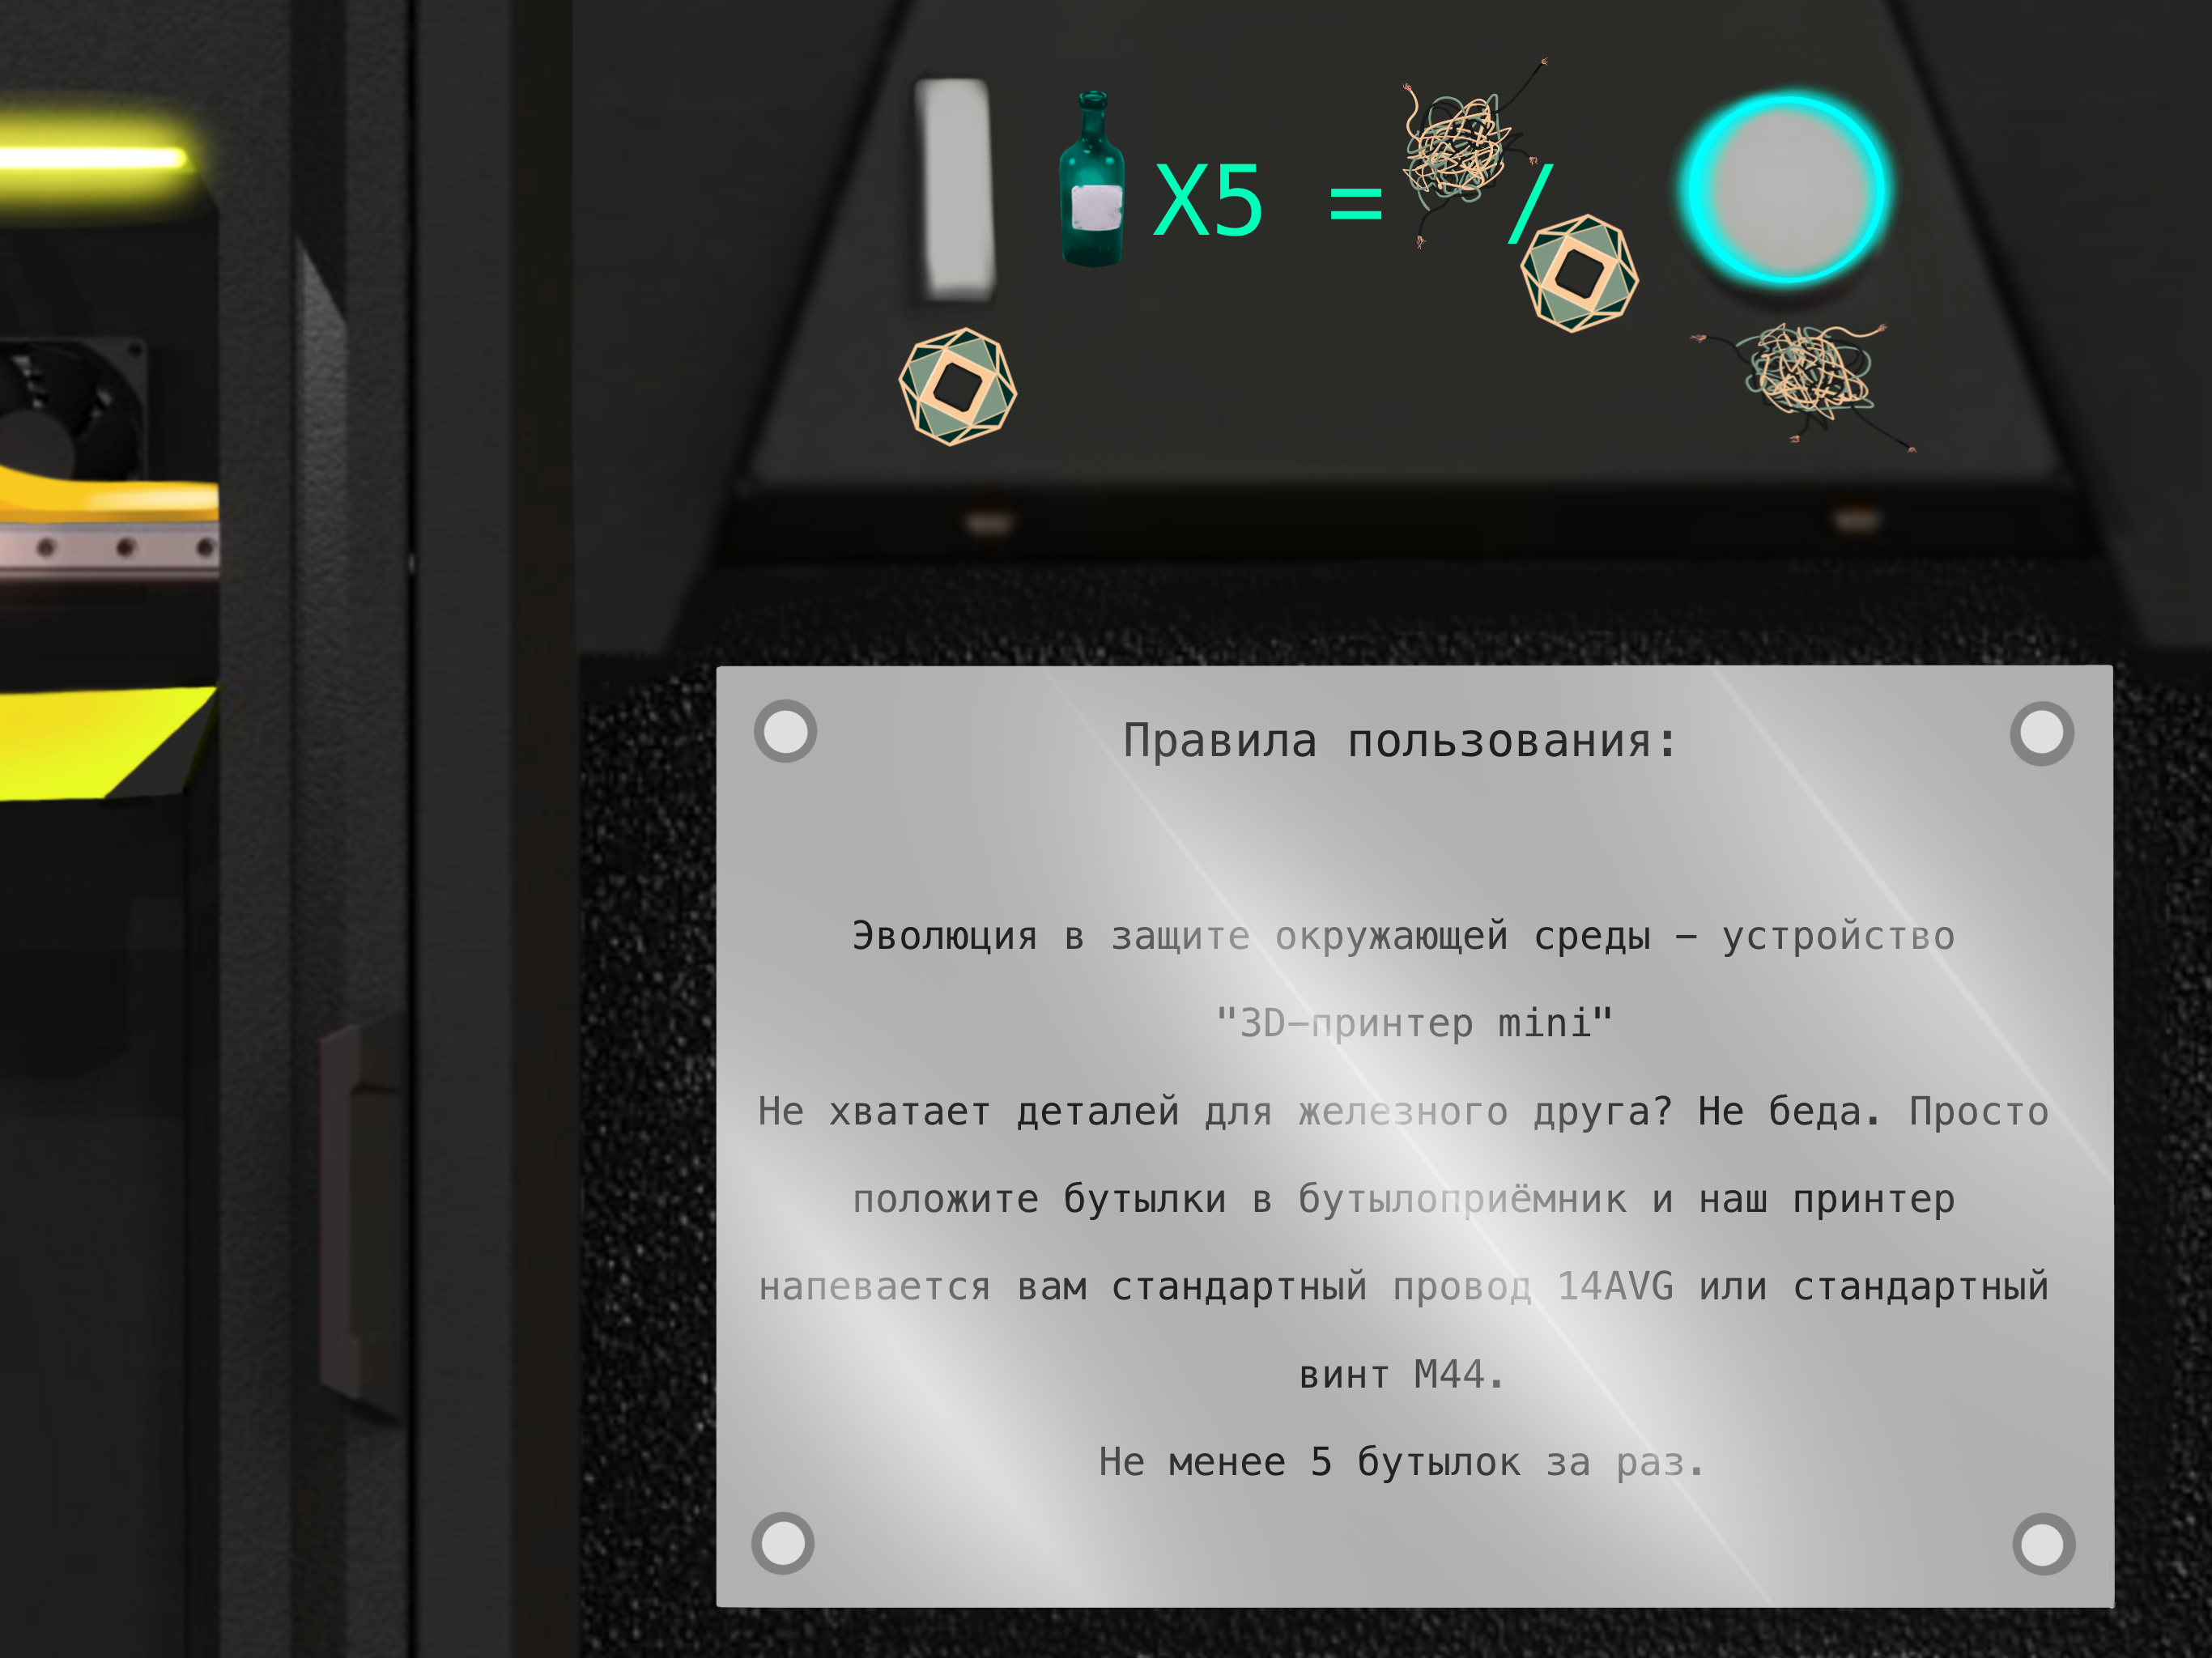 X5 = /
Правила пользования:
Эволюция в защите окружающей среды – устройство
"3D–принтер mini"
Не хватает деталей для железного друга? Не беда. Просто
положите бутылки в бутылоприёмник и наш принтер
напевается вам стандартный провод 14AVG или стандартный
винт М44.
Не менее 5 бутылок за раз.